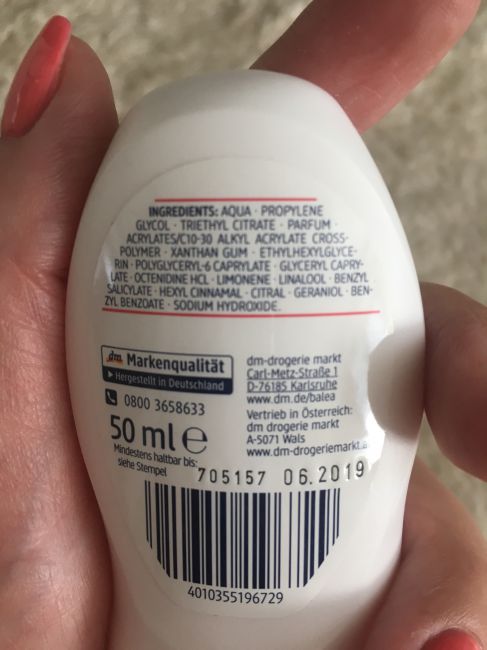 INGREDIENTS: AQUA · PROPYLENE
GLYCOL · TRIETHYL CITRATE · PARFUM ·
ACRYLATES/C10-30 ALKYL ACRYLATE CROSS-
POLYMER · XANTHAN GUM · ETHYLHEXYLGLYCE-
RIN · POLYGLYCERYL-6 CAPRYLATE · GLYCERYL CAPRY-
LATE · OCTENIDINE HCL · LIMONENE · LINALOOL · BENZYL
SALICYLATE · HEXYL CINNAMAL · CITRAL · GERANIOL · BEN-
ZYL BENZOATE · SODIUM HYDROXIDE.
dm Markenqualität
Hergestellt in Deutschland
0800 3658633
50 ml e
Mindestens haltbar bis:
siehe Stempel
dm-drogerie markt
Carl-Metz-Straße 1
D-76185 Karlsruhe
www.dm.de/balea
Vertrieb in Österreich:
dm drogerie markt
A-5071 Wals
www.dm-drogeriemarkt.a
705157 06.2019
4010355196729